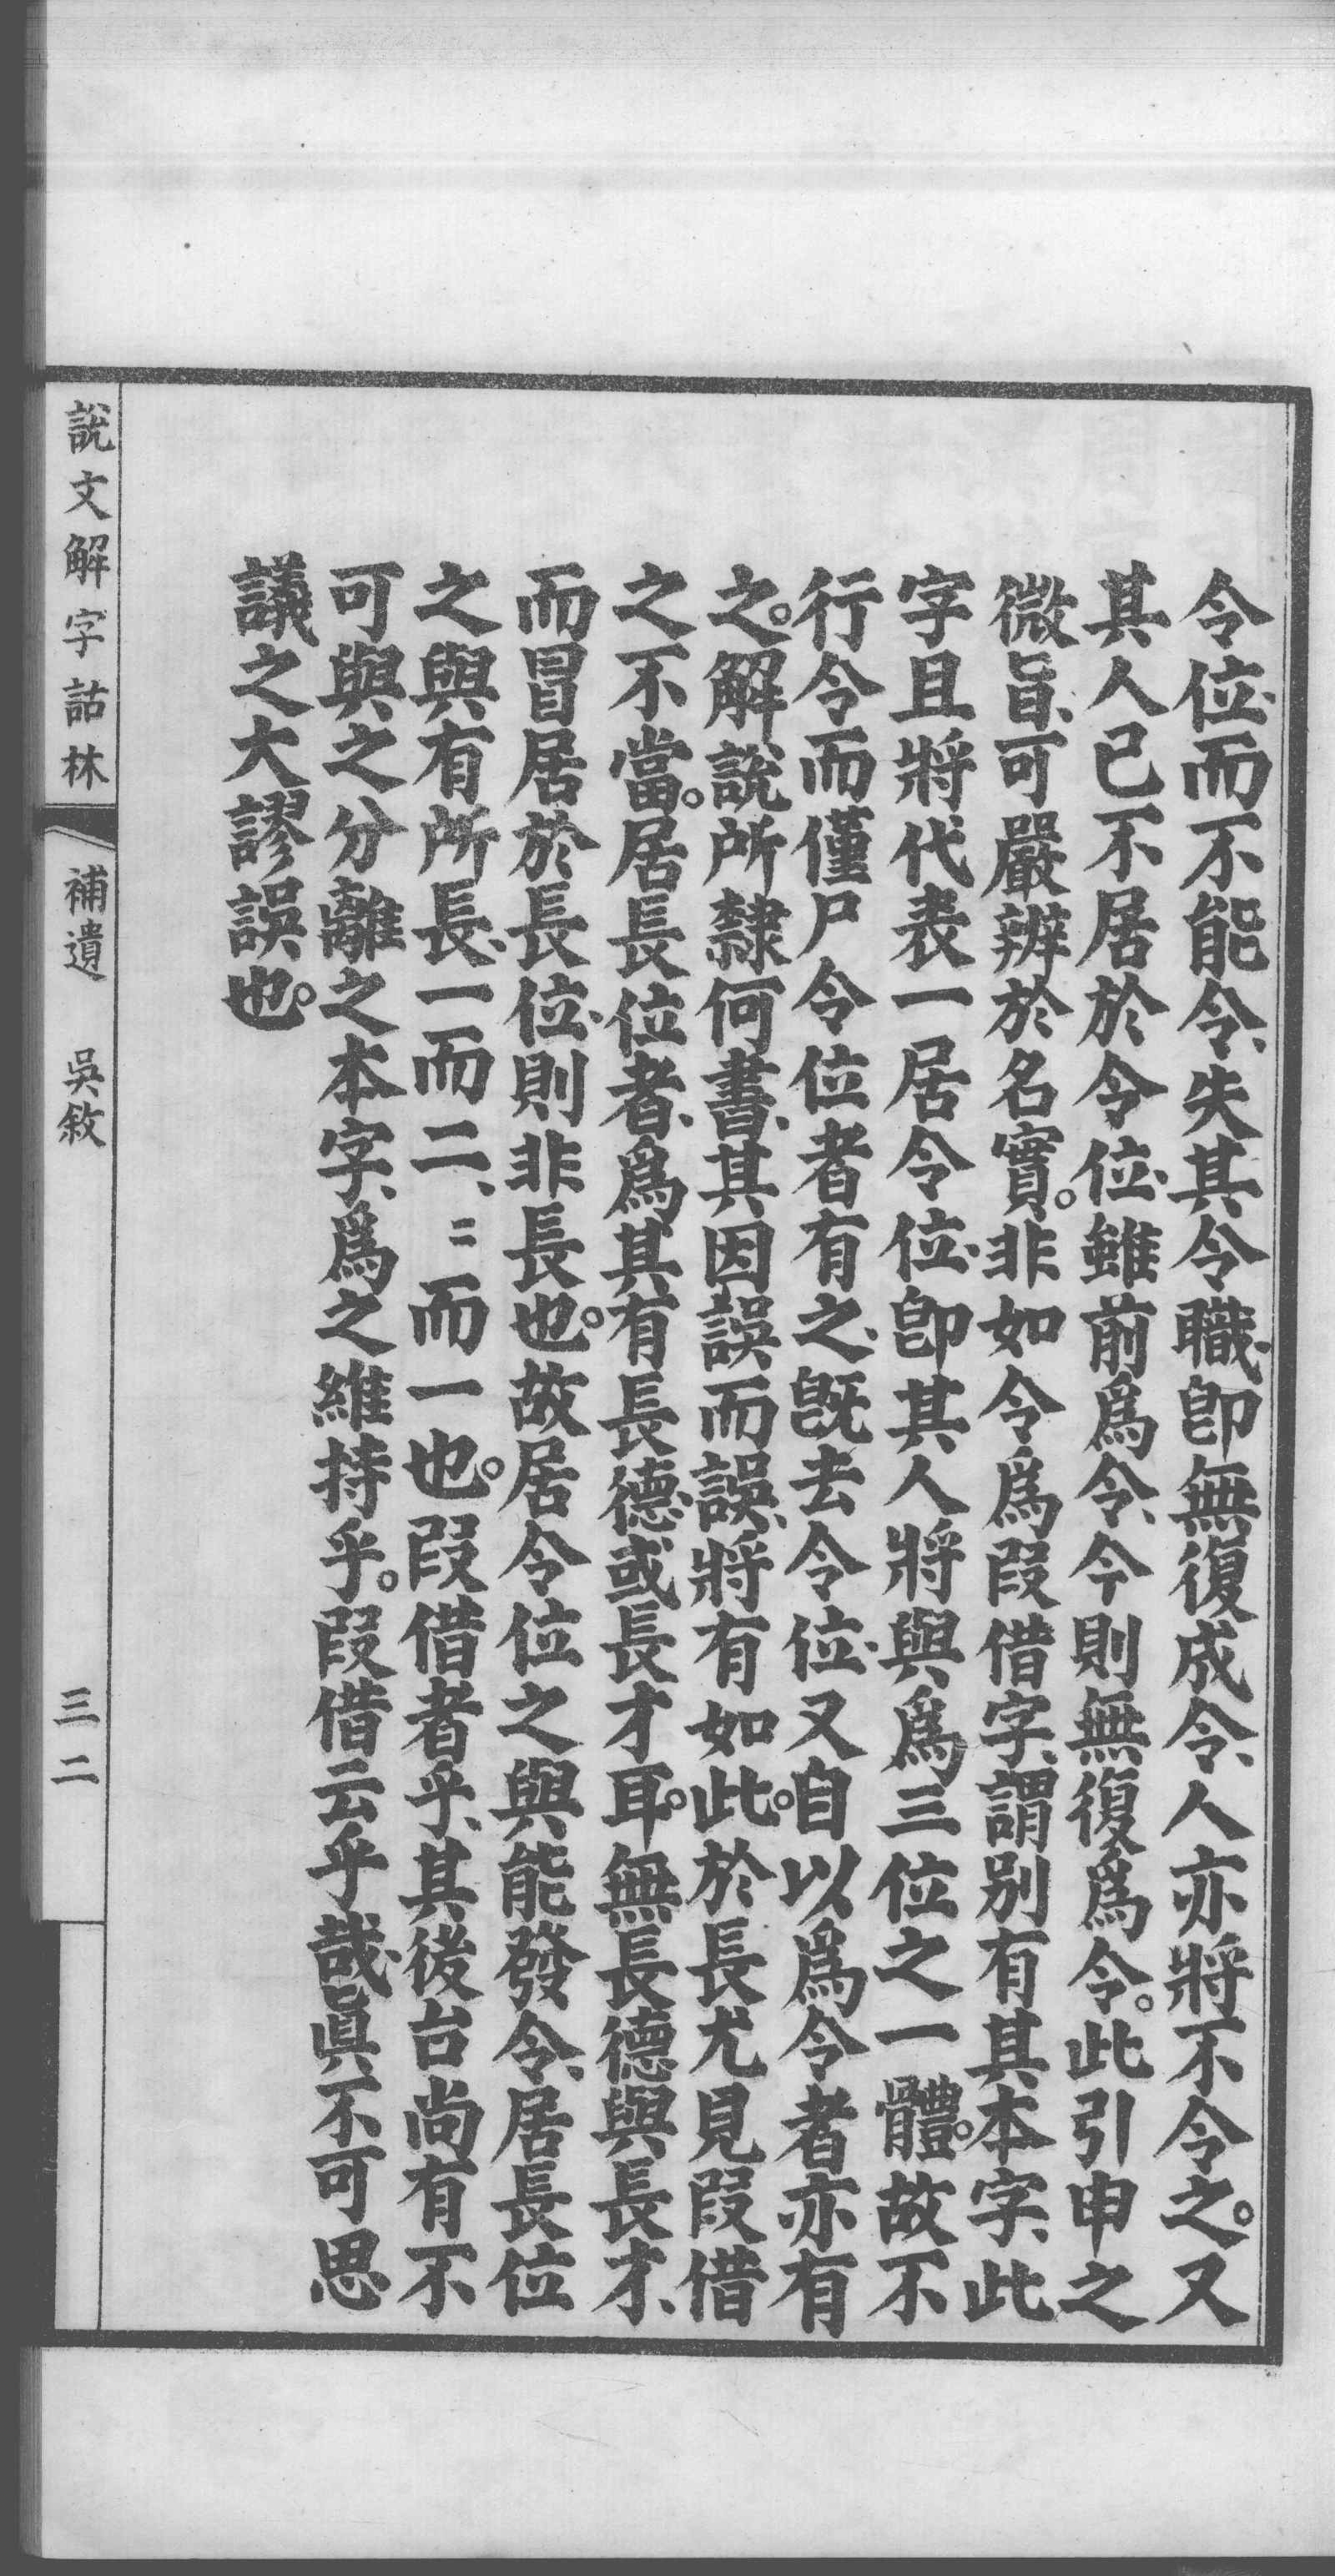 令位、而不能令、失其令職、卽無復成令、人亦將不令之。又
其人已不居於令位、雖前爲令、今則無復爲令。此引申之
微旨、可嚴辨於名實。非如令爲叚借字、謂別有其本字、此
字且將代表一居令位、卽其人將與爲三位之一體。故不
行令而僅尸令位者有之、旣去令位、又自以爲令者亦有
之。解說所隸何書、其因誤而誤、將有如此。於長尤見叚借
之不當。居長位者、爲其有長德、或長才耳。無長德與長才、
而冒居於長位、則非長也。故居令位之與能發令、居長位
之與有所長、一而二、〻而一也。叚借者乎、其後台尚有不
可與之分離之本字、爲之維持乎。叚借云乎哉、眞不可思
議之大謬誤也。
說文解字詁林 補遺 吳敘 三二